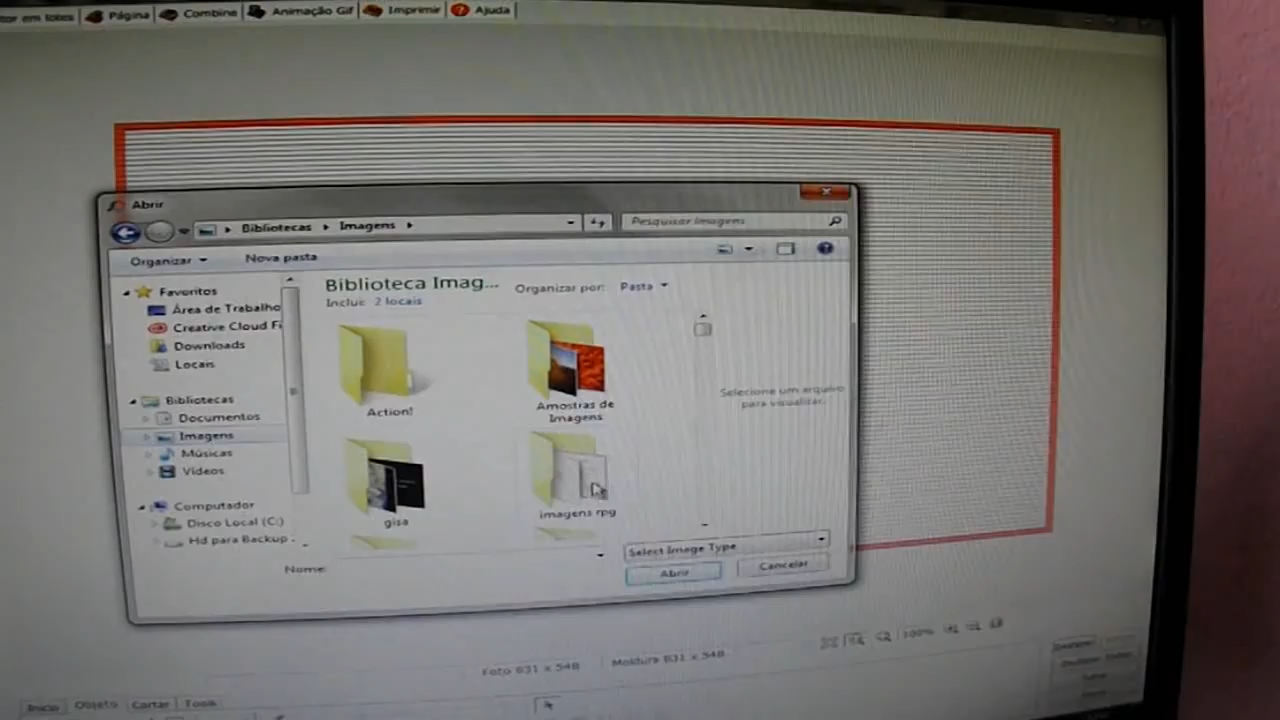 tor em lotes Página Combine Animação Gif Imprimir Ajuda
Abrir
Bibliotecas Imagens
Pesquisar Imagens
Organizar Nova pasta
Favoritos
Área de Trabalho
Creative Cloud Fi
Downloads
Locais
Bibliotecas
Documentos
Imagens
Músicas
Vídeos
Computador
Disco Local (C:)
Hd para Backup
Biblioteca Imag...
Inclui: 2 locais
Organizar por: Pasta
Action!
Amostras de
Imagens
gisa
imagens rpg
Selecione um arquivo
para visualizar.
Nome:
Select Image Type
Abrir Cancelar
100%
Foto 831 x 548 Moldura 831 x 548
Início Objeto Cortar Tools